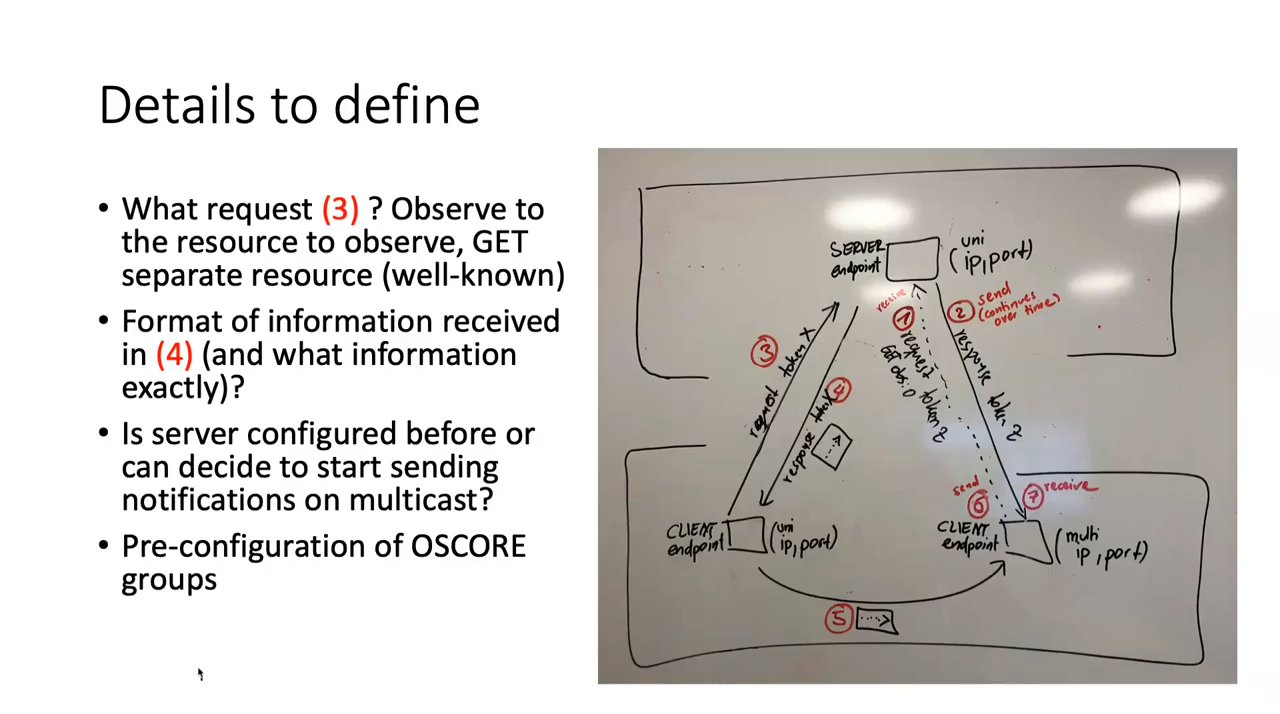 Details to define
• What request (3) ? Observe to
the resource to observe, GET
separate resource (well-known)
• Format of information received
in (4) (and what information
exactly)?
• Is server configured before or
can decide to start sending
notifications on multicast?
• Pre-configuration of OSCORE
groups
SERVER
endpoint
(uni
ip,port)
receive
1
request token Z
GET obs:0
2 send
(continues
over time)
response token Z
3
request token X
4
response token X
send
6
7 receive
CLIENT
endpoint
(uni
ip,port)
CLIENT
endpoint
(multi
ip,port)
5